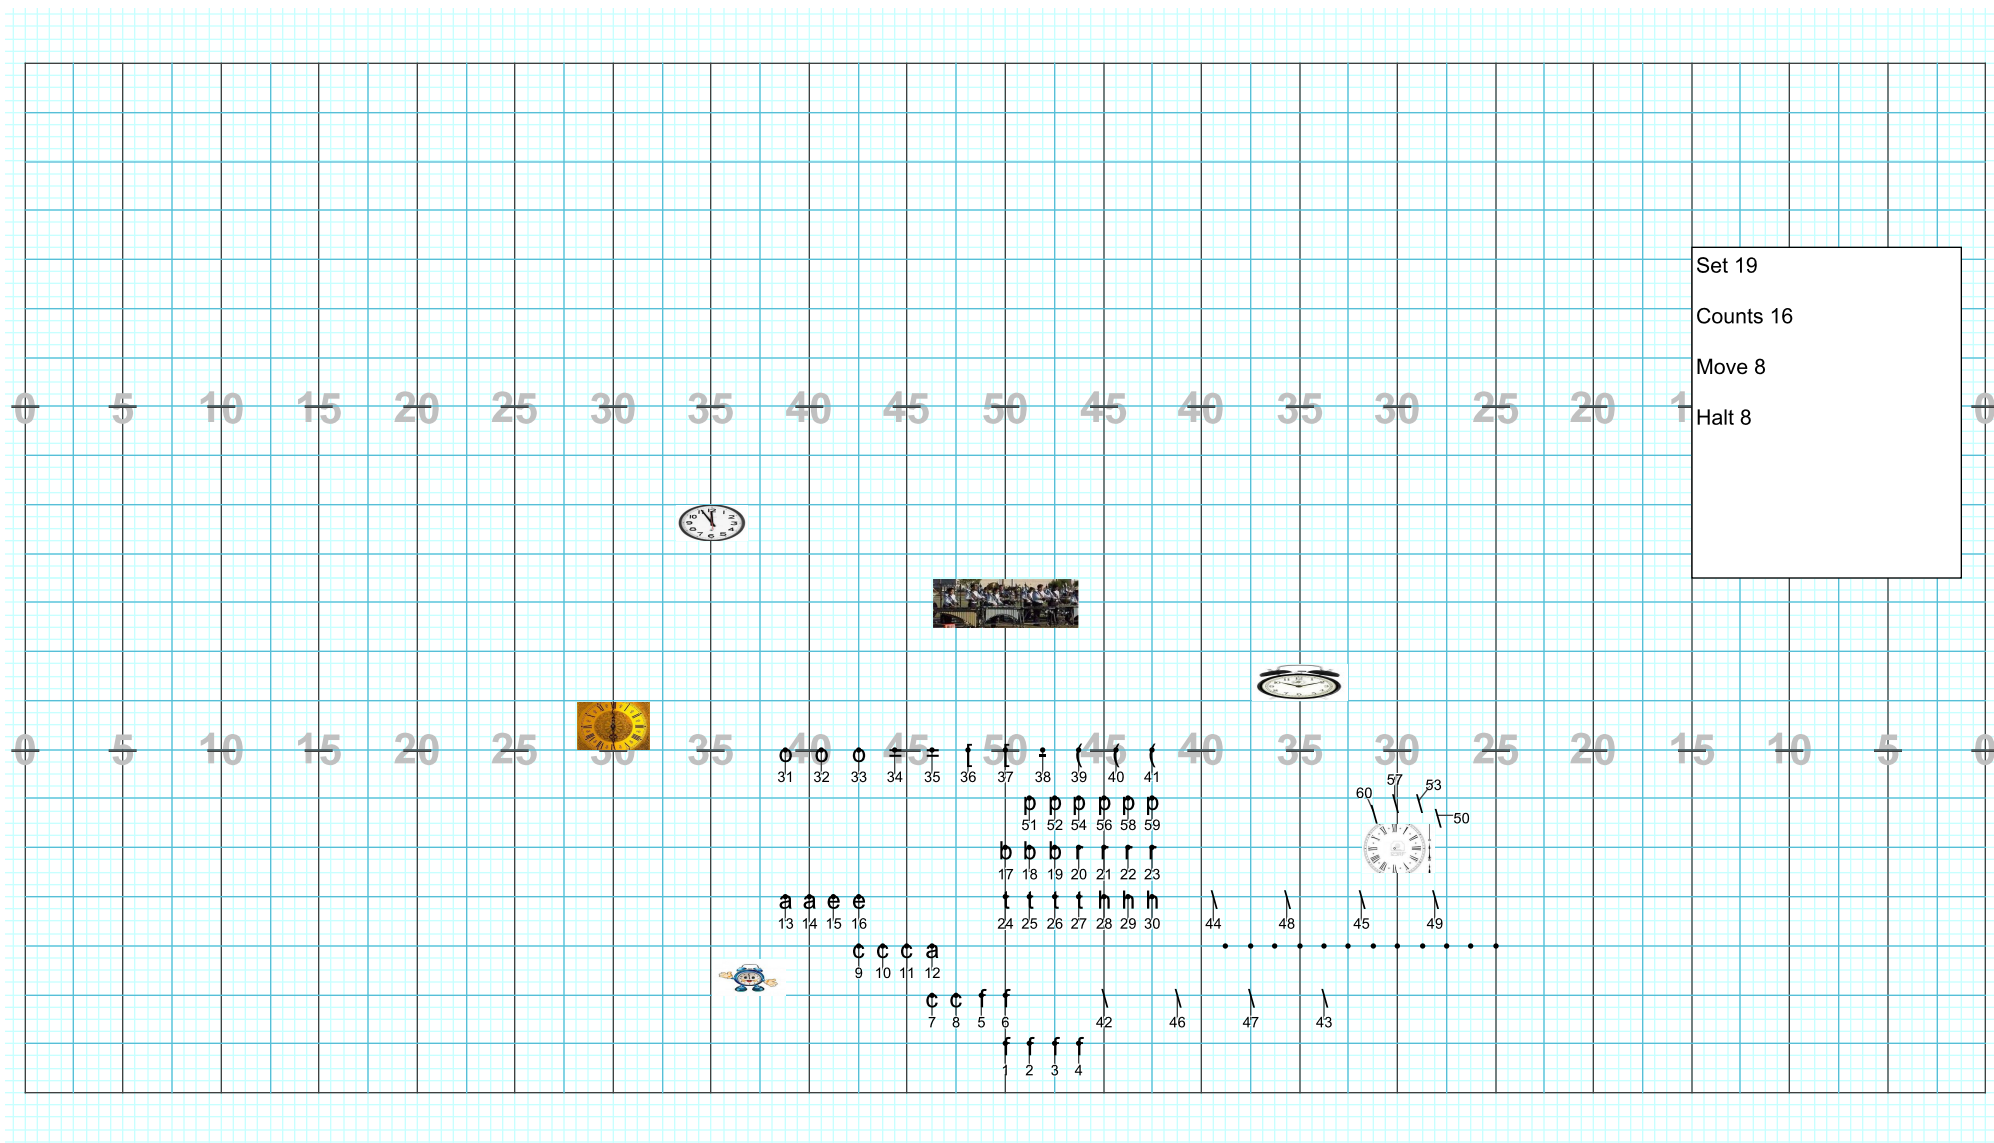 Set 19
Counts 16
Move 8
Halt 8
0 5 10 15 20 25 30 35 40 45 50 45 40 35 30 25 20 1 0
0 5 10 15 20 25 30 35 40 45 50 45 40 35 30 25 20 15 10 5 0
o o o = = [ [ - ( ( (
31 32 33 34 35 36 37 38 39 40 41
60 57 53 50
\ \ \ \
p p p p p p
51 52 54 56 58 59
b b b r r r r
17 18 19 20 21 22 23
a a e e t t t t h h h \ \ \ \
13 14 15 16 24 25 26 27 28 29 30 44 48 45 49
c c c a
9 10 11 12
c c f f \ \ \ \
7 8 5 6 42 46 47 43
f f f f
1 2 3 4